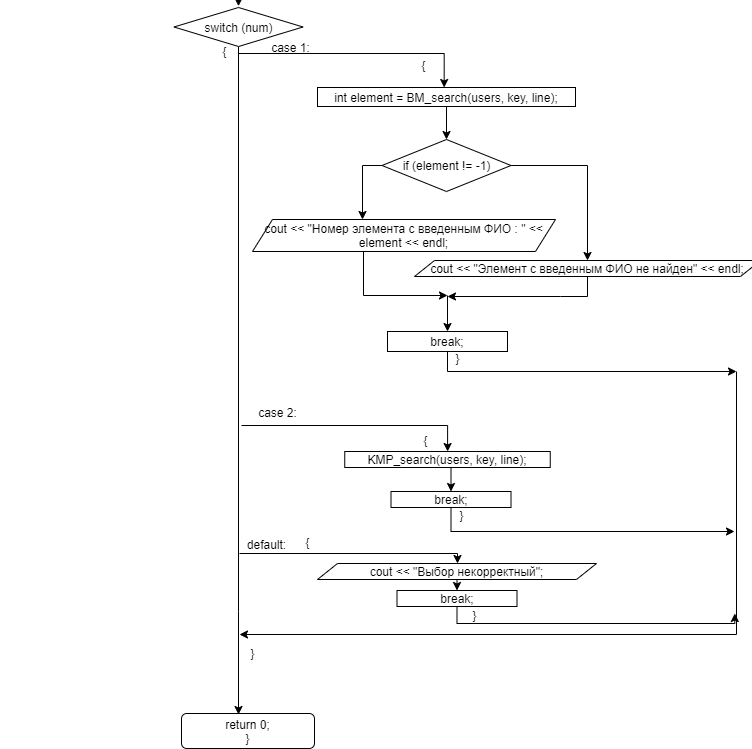 switch (num)
{
case 1:
{
int element = BM_search(users, key, line);
if (element != -1)
cout << "Номер элемента с введенным ФИО : " <<
element << endl;
cout << "Элемент с введенным ФИО не найден" << endl;
break;
}
case 2:
{
KMP_search(users, key, line);
break;
}
default: {
cout << "Выбор некорректный";
break;
}
}
return 0;
}